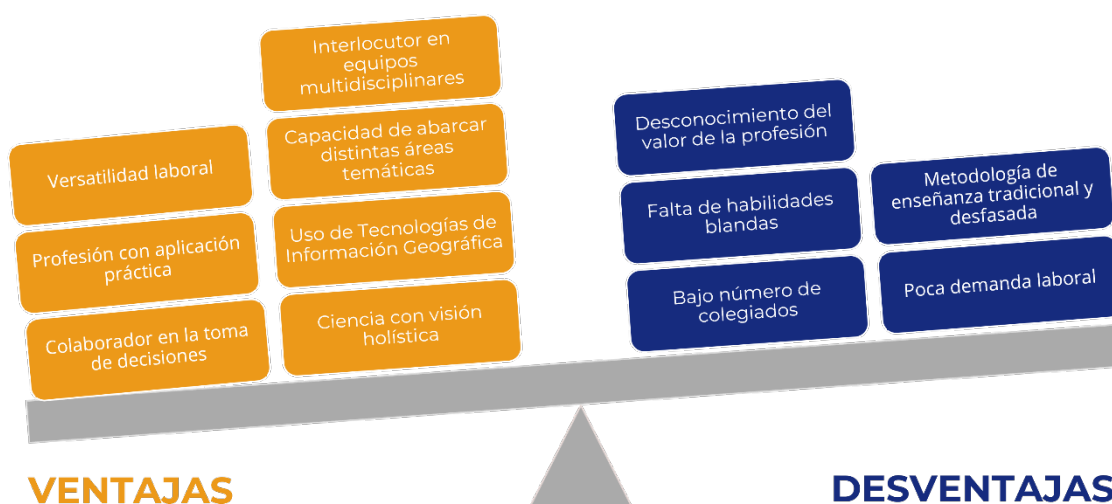 Interlocutor en
equipos
multidisciplinares
Versatilidad laboral
Capacidad de abarcar
distintas áreas
temáticas
Profesión con aplicación
práctica
Uso de Tecnologías de
Información Geográfica
Colaborador en la toma
de decisiones
Ciencia con visión
holística
Desconocimiento del
valor de la profesión
Falta de habilidades
blandas
Metodología de
enseñanza tradicional y
desfasada
Bajo número de
colegiados
Poca demanda laboral
VENTAJAS
DESVENTAJAS